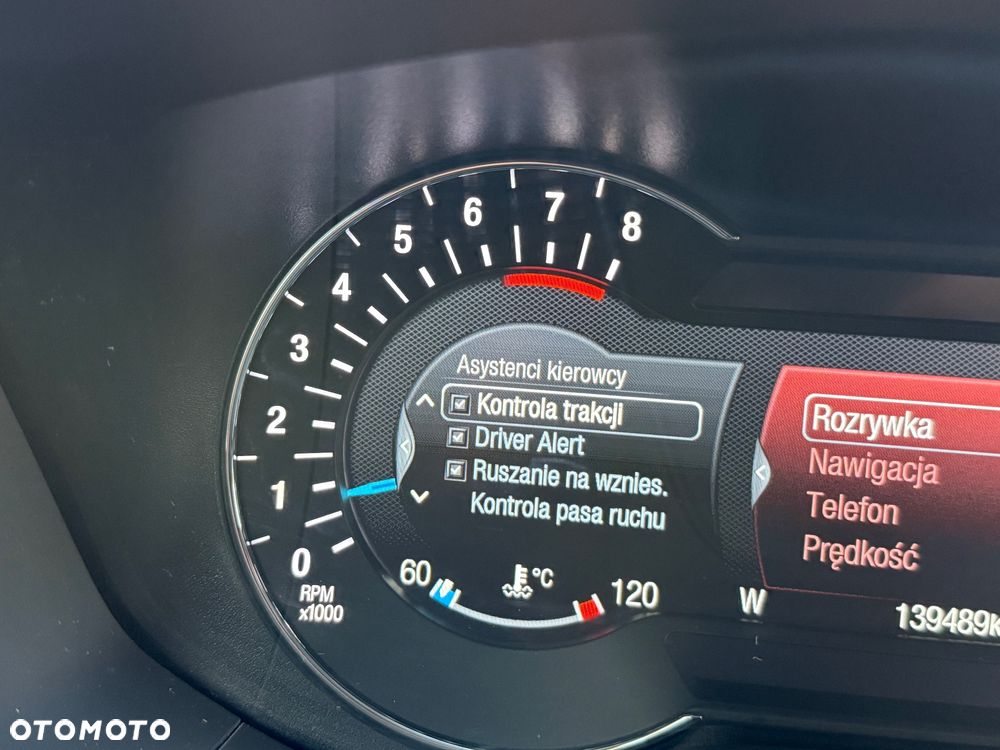 8
7
6
5
4
3
2
1
0
RPM
x1000
Asystenci kierowcy
Kontrola trakcji
Driver Alert
Ruszanie na wznies.
Kontrola pasa ruchu
60
°C
120
Rozrywka
Nawigacja
Telefon
Prędkość
W
139489k
OTOMOTO